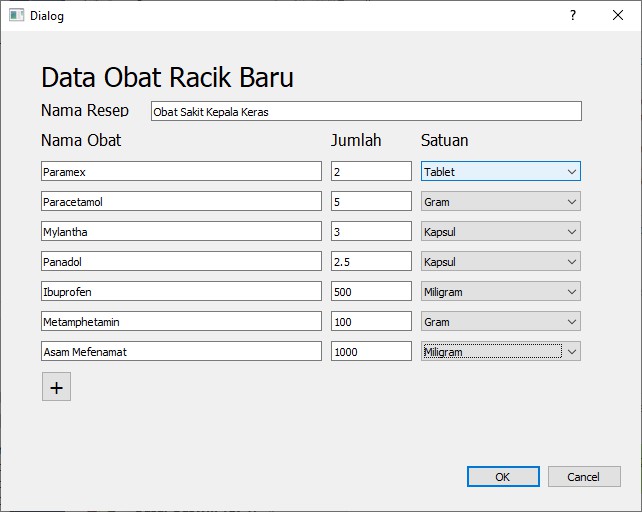 Dialog
?
Data Obat Racik Baru
Nama Resep Obat Sakit Kepala Keras
Nama Obat Jumlah Satuan
Paramex 2 Tablet
Paracetamol 5 Gram
Mylantha 3 Kapsul
Panadol 2.5 Kapsul
Ibuprofen 500 Miligram
Metamphetamin 100 Gram
Asam Mefenamat 1000 Miligram
+
OK Cancel